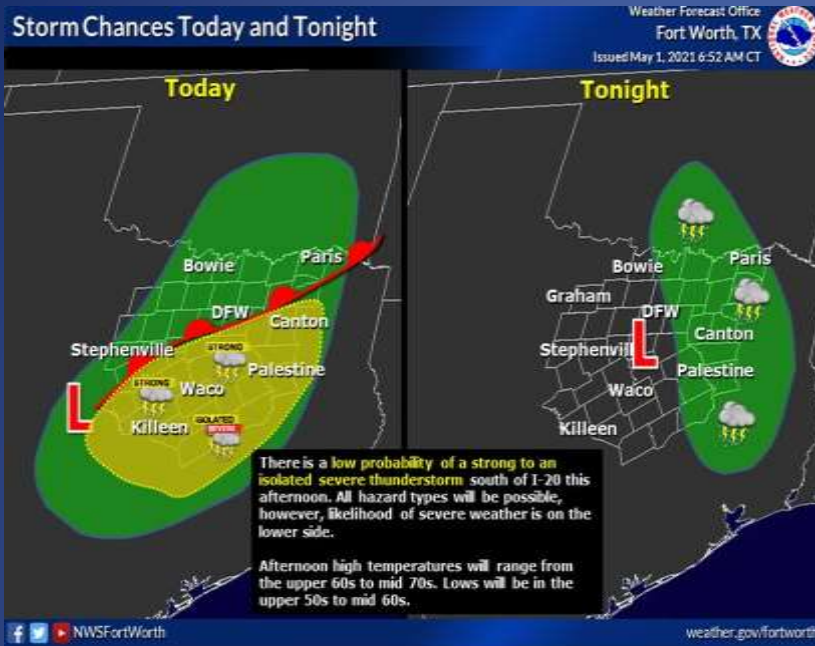 Storm Chances Today and Tonight
Weather Forecast Office
Fort Worth, TX
Issued May 1, 2021 6:52 AM CT
Today
Bowie
Paris
DFW
Canton
Stephenville
STRONG
Palestine
STRONG
Waco
L
Killeen
ISOLATED
SEVERE
Tonight
Bowie
Paris
Graham
DFW
Canton
Stephenvill
L
Palestine
Waco
Killeen
There is a low probability of a strong to an
isolated severe thunderstorm south of I-20 this
afternoon. All hazard types will be possible,
however, likelihood of severe weather is on the
lower side.
Afternoon high temperatures will range from
the upper 60s to mid 70s. Lows will be in the
upper 50s to mid 60s.
NWSFortWorth
weather.gov/fortworth